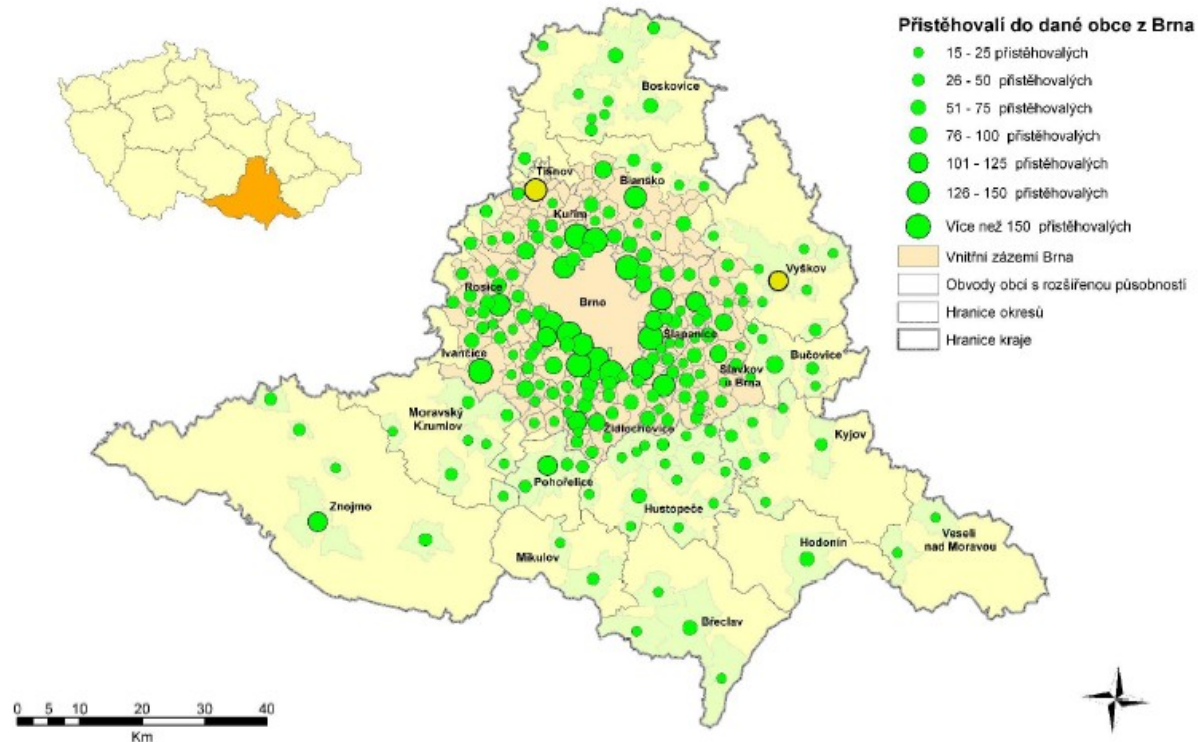 Přistěhovalí do dané obce z Brna
15 - 25 přistěhovalých
26 - 50 přistěhovalých
51 - 75 přistěhovalých
76 - 100 přistěhovalých
101 - 125 přistěhovalých
126 - 150 přistěhovalých
Více než 150 přistěhovalých
Vnitřní zázemí Brna
Obvody obcí s rozšířenou působností
Hranice okresů
Hranice kraje
Boskovice
Tišnov
Blansko
Kuřim
Vyškov
Rosice
Brno
Šlapanice
Ivančice
Bučovice
Slavkov
u Brna
Moravský
Krumlov
Židlochovice
Kyjov
Pohořelice
Znojmo
Hustopeče
Mikulov
Hodonín
Veselí
nad Moravou
Břeclav
0 5 10 20 30 40
Km